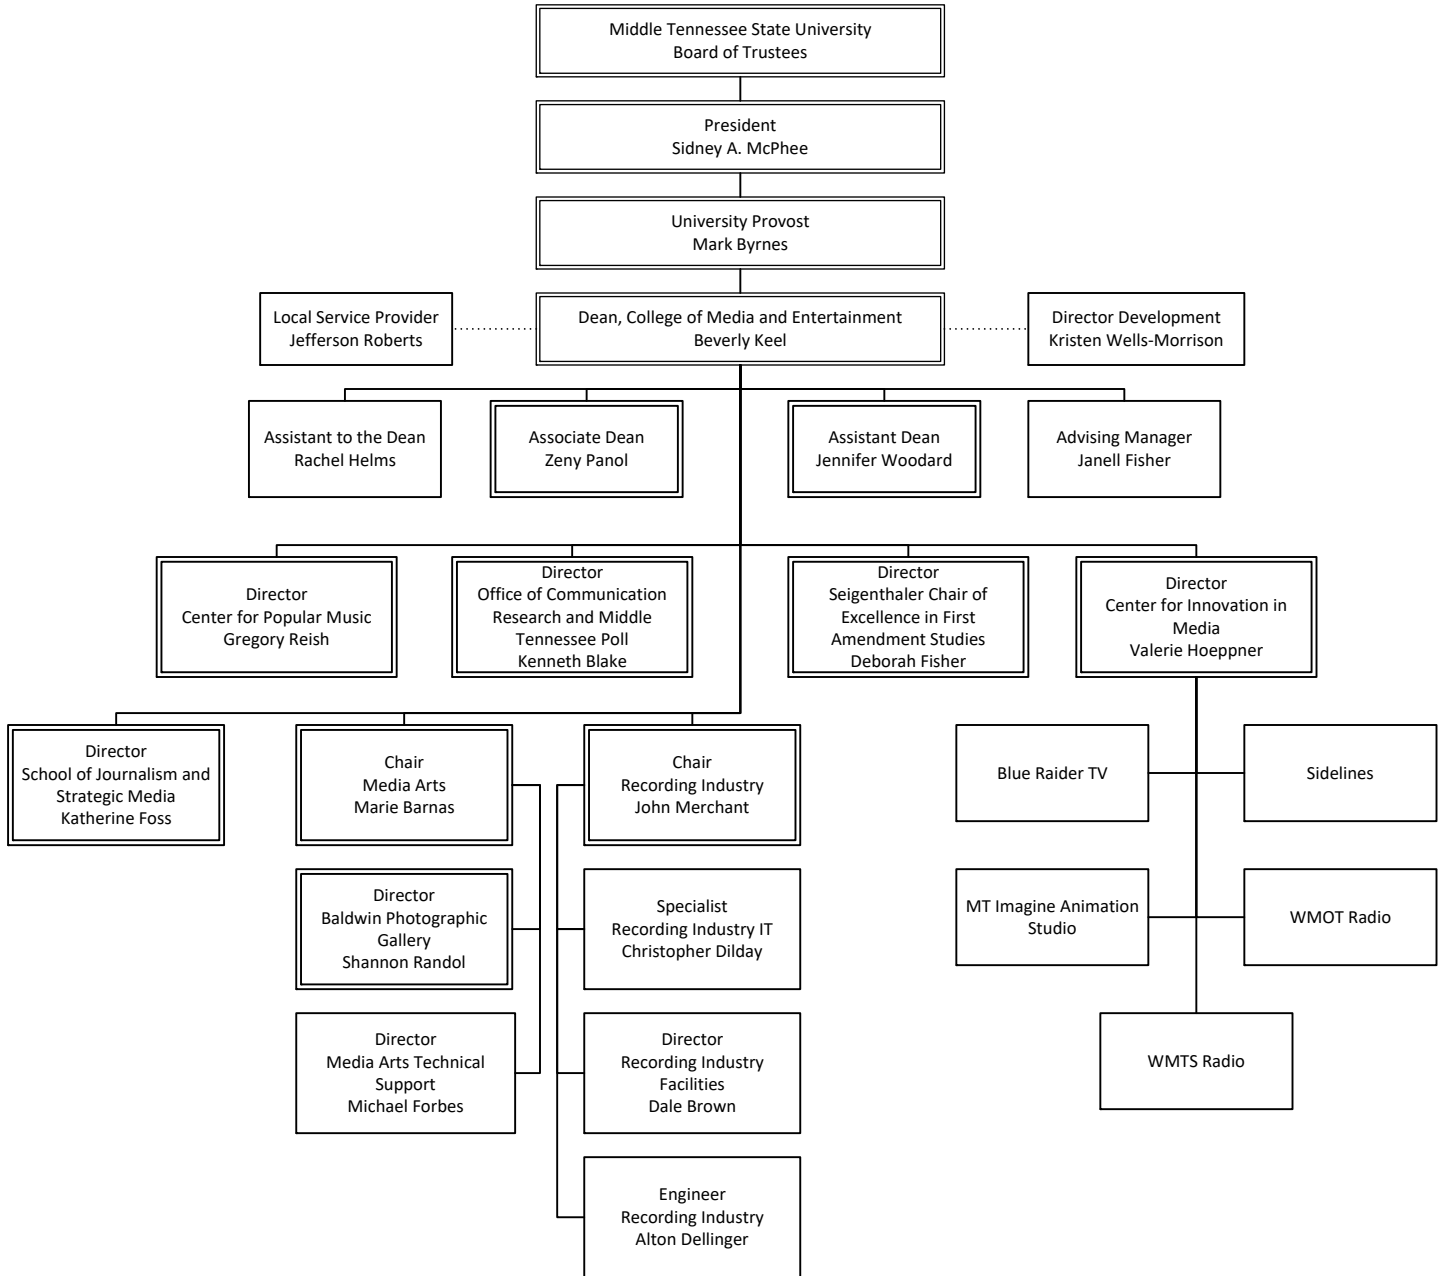 Middle Tennessee State University
Board of Trustees
President
Sidney A. McPhee
University Provost
Mark Byrnes
Local Service Provider
Jefferson Roberts
Dean, College of Media and Entertainment
Beverly Keel
Director Development
Kristen Wells-Morrison
Assistant to the Dean
Rachel Helms
Associate Dean
Zeny Panol
Assistant Dean
Jennifer Woodard
Advising Manager
Janell Fisher
Director
Center for Popular Music
Gregory Reish
Director
Office of Communication
Research and Middle
Tennessee Poll
Kenneth Blake
Director
Seigenthaler Chair of
Excellence in First
Amendment Studies
Deborah Fisher
Director
Center for Innovation in
Media
Valerie Hoeppner
Director
School of Journalism and
Strategic Media
Katherine Foss
Chair
Media Arts
Marie Barnas
Chair
Recording Industry
John Merchant
Blue Raider TV
Sidelines
Director
Baldwin Photographic
Gallery
Shannon Randol
Specialist
Recording Industry IT
Christopher Dilday
MT Imagine Animation
Studio
WMOT Radio
Director
Media Arts Technical
Support
Michael Forbes
Director
Recording Industry
Facilities
Dale Brown
WMTS Radio
Engineer
Recording Industry
Alton Dellinger